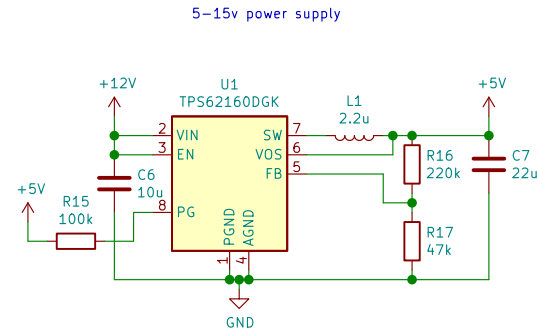 5-15v power supply
+12V
U1
TPS62160DGK
L1
2.2u
+5V
2 VIN
SW 7
3 EN
VOS 6
FB 5
C6
10u
R16
220k
C7
22u
+5V
R15
100k
8 PG
PGND
AGND
R17
47k
1
4
GND